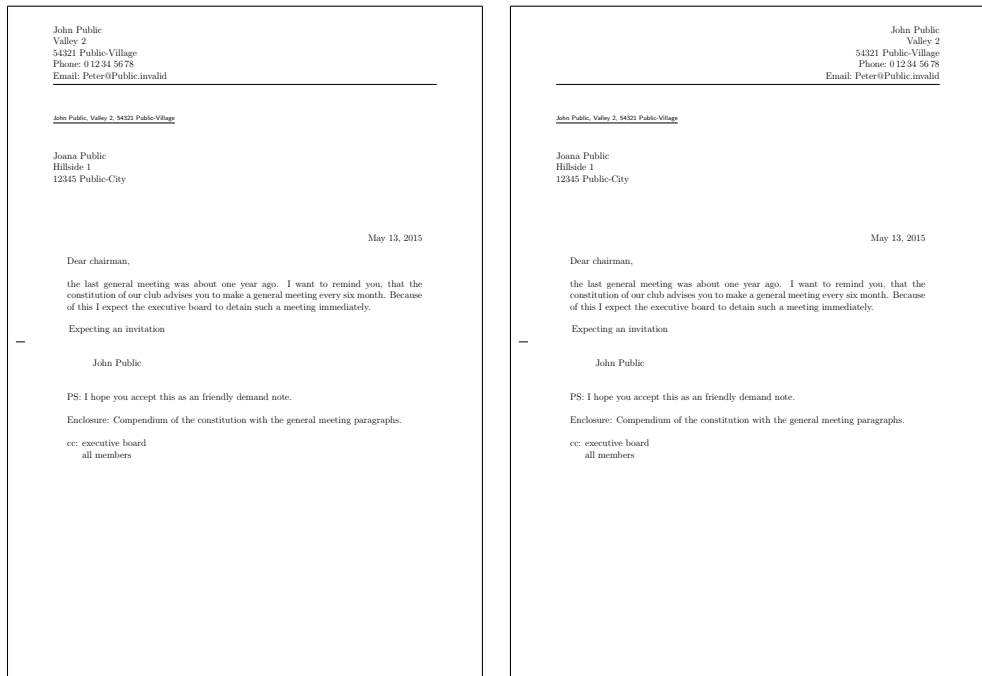 John Public
Valley 2
54321 Public-Village
Phone: 0 12 34 56 78
Email: Peter@Public.invalid
John Public, Valley 2, 54321 Public-Village
Joana Public
Hillside 1
12345 Public-City
May 13, 2015
Dear chairman,
the last general meeting was about one year ago. I want to remind you, that the
constitution of our club advises you to make a general meeting every six month. Because
of this I expect the executive board to detain such a meeting immediately.
Expecting an invitation
John Public
PS: I hope you accept this as an friendly demand note.
Enclosure: Compendium of the constitution with the general meeting paragraphs.
cc: executive board
all members
John Public
Valley 2
54321 Public-Village
Phone: 0 12 34 56 78
Email: Peter@Public.invalid
John Public, Valley 2, 54321 Public-Village
Joana Public
Hillside 1
12345 Public-City
May 13, 2015
Dear chairman,
the last general meeting was about one year ago. I want to remind you, that the
constitution of our club advises you to make a general meeting every six month. Because
of this I expect the executive board to detain such a meeting immediately.
Expecting an invitation
John Public
PS: I hope you accept this as an friendly demand note.
Enclosure: Compendium of the constitution with the general meeting paragraphs.
cc: executive board
all members